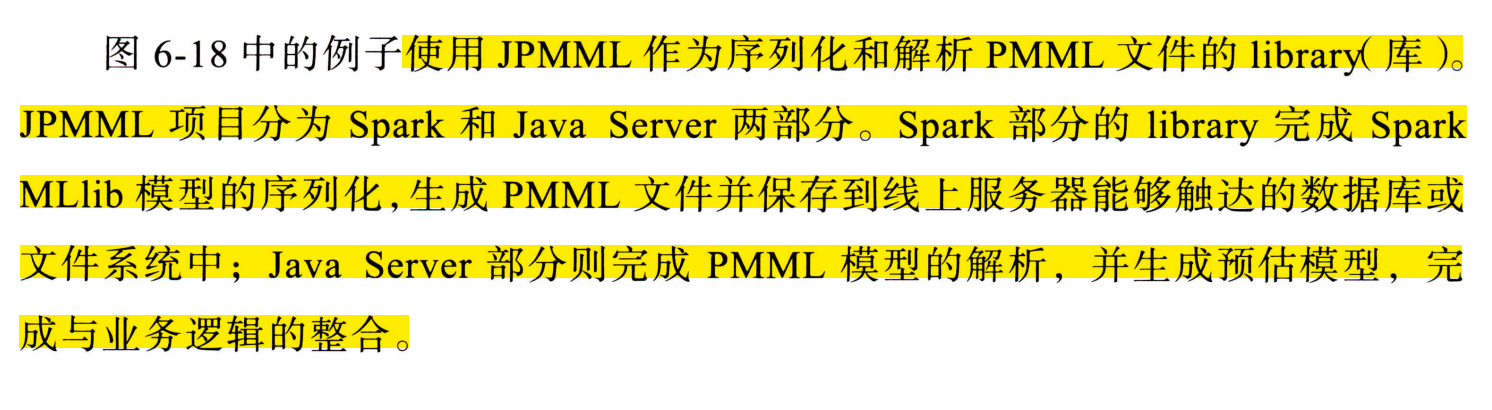 图 6-18 中的例子使用 JPMML 作为序列化和解析 PMML 文件的 library( 库 )。
JPMML 项目分为 Spark 和 Java Server 两部分。Spark 部分的 library 完成 Spark
MLlib 模型的序列化,生成 PMML 文件并保存到线上服务器能够触达的数据库或
文件系统中；Java Server 部分则完成 PMML 模型的解析，并生成预估模型，完
成与业务逻辑的整合。